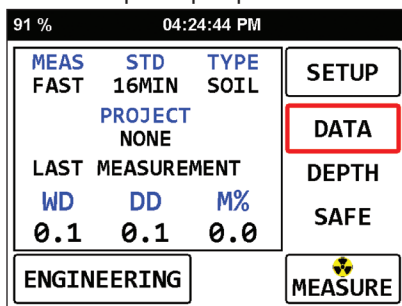 91 % 04:24:44 PM
MEAS STD TYPE
FAST 16MIN SOIL
PROJECT
NONE
LAST MEASUREMENT
WD DD M%
0.1 0.1 0.0
SETUP
DATA
DEPTH
SAFE
ENGINEERING
MEASURE